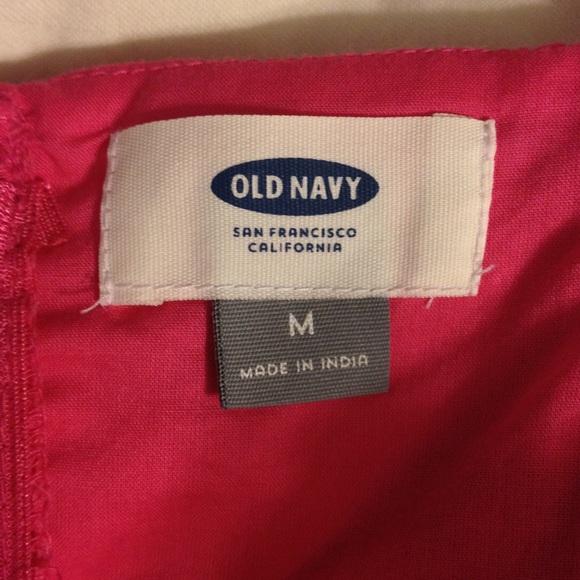 OLD NAVY
SAN FRANCISCO
CALIFORNIA
M
MADE IN INDIA